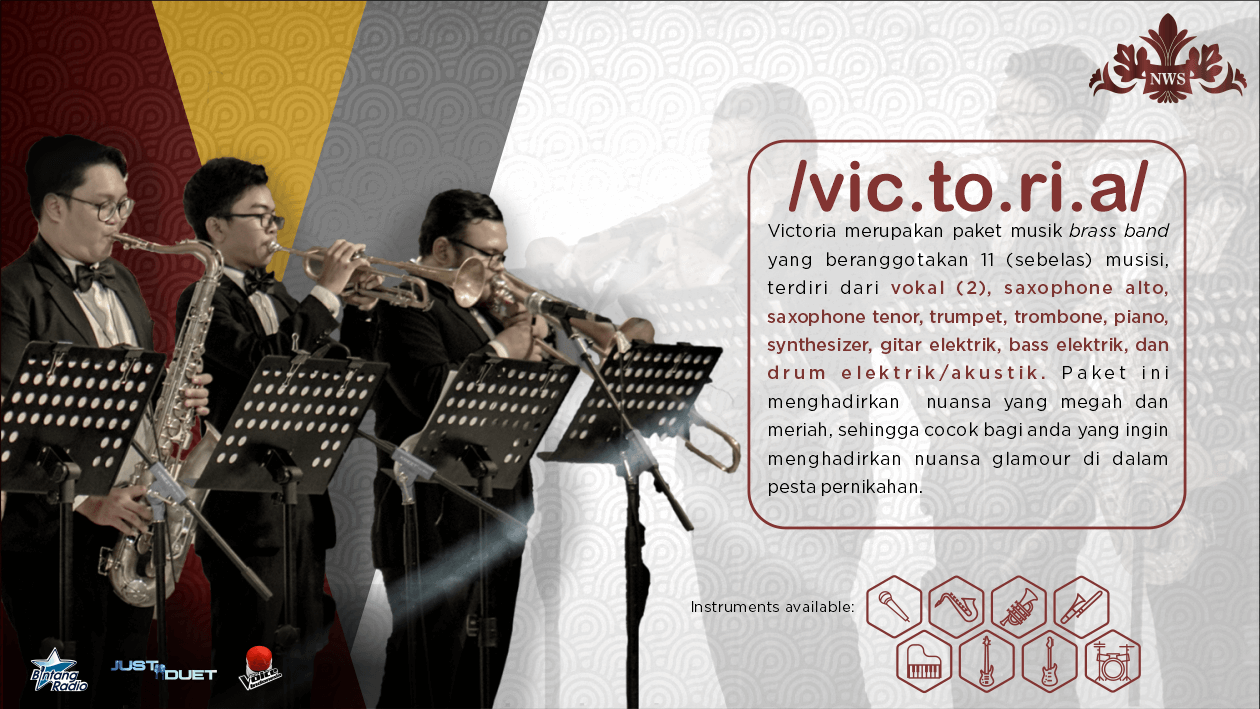 NWS
/vic.to.ri.a/
Victoria merupakan paket musik brass band
yang beranggotakan 11 (sebelas) musisi,
terdiri dari vokal (2), saxophone alto,
saxophone tenor, trumpet, trombone, piano,
synthesizer, gitar elektrik, bass elektrik, dan
drum elektrik/akustik. Paket ini
menghadirkan nuansa yang megah dan
meriah, sehingga cocok bagi anda yang ingin
menghadirkan nuansa glamour di dalam
pesta pernikahan.
Instruments available:
Bintang
Radio
JUST
DUET
The
Voice